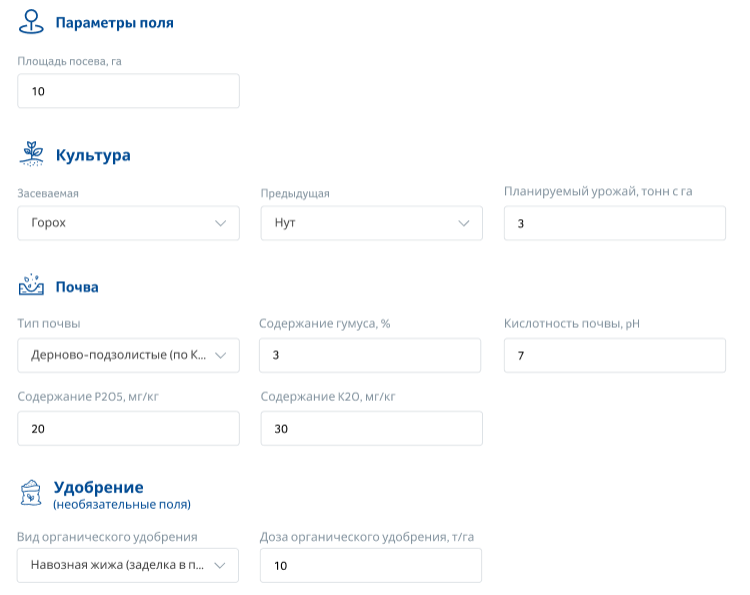 Параметры поля
Площадь посева, га
10
Культура
Засеваемая
Предыдущая
Планируемый урожай, тонн с га
Горох
Нут
3
Почва
Тип почвы
Содержание гумуса, %
Кислотность почвы, pH
Дерново-подзолистые (по К...
3
7
Содержание P2O5, мг/кг
Содержание K2O, мг/кг
20
30
Удобрение
(необязательные поля)
Вид органического удобрения
Доза органического удобрения, т/га
Навозная жижа (заделка в п...
10